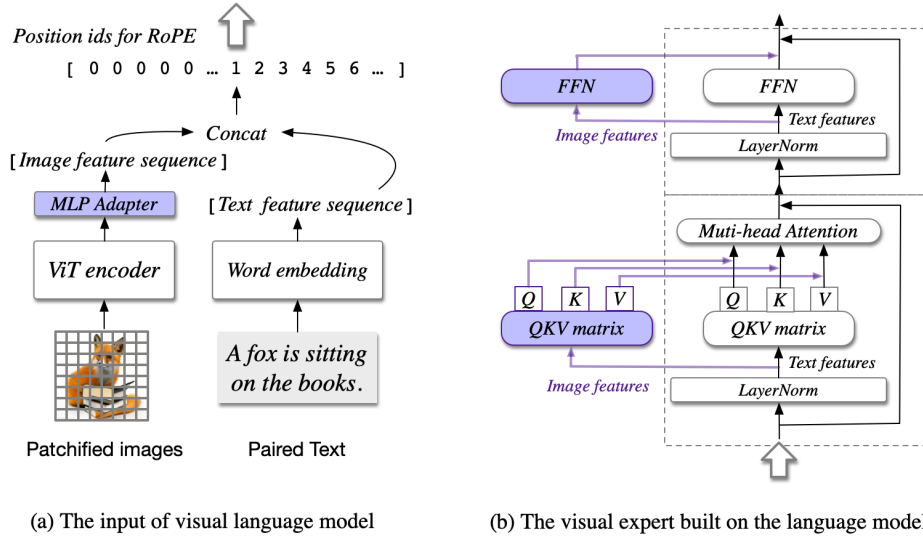 Position ids for RoPE
[ 0 0 0 0 0 ... 1 2 3 4 5 6 ... ]
Concat
[Image feature sequence]
MLP Adapter
[Text feature sequence]
ViT encoder
Word embedding
A fox is sitting
on the books.
Patchified images
Paired Text
(a) The input of visual language model
FFN
FFN
Image features
Text features
LayerNorm
Muti-head Attention
Q K V
Q K V
QKV matrix
QKV matrix
Image features
Text features
LayerNorm
(b) The visual expert built on the language model